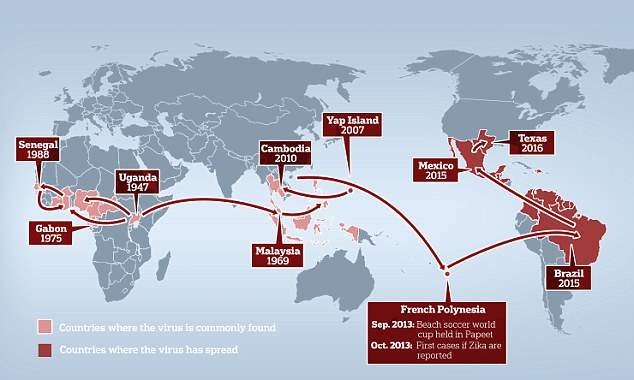 Yap Island
2007
Texas
2016
Senegal
1988
Cambodia
2010
Mexico
2015
Uganda
1947
Gabon
1975
Malaysia
1969
Brazil
2015
French Polynesia
Sep. 2013: Beach soccer world
cup held in Papeet
Oct. 2013: First cases if Zika are
reported
Countries where the virus is commonly found
Countries where the virus has spread